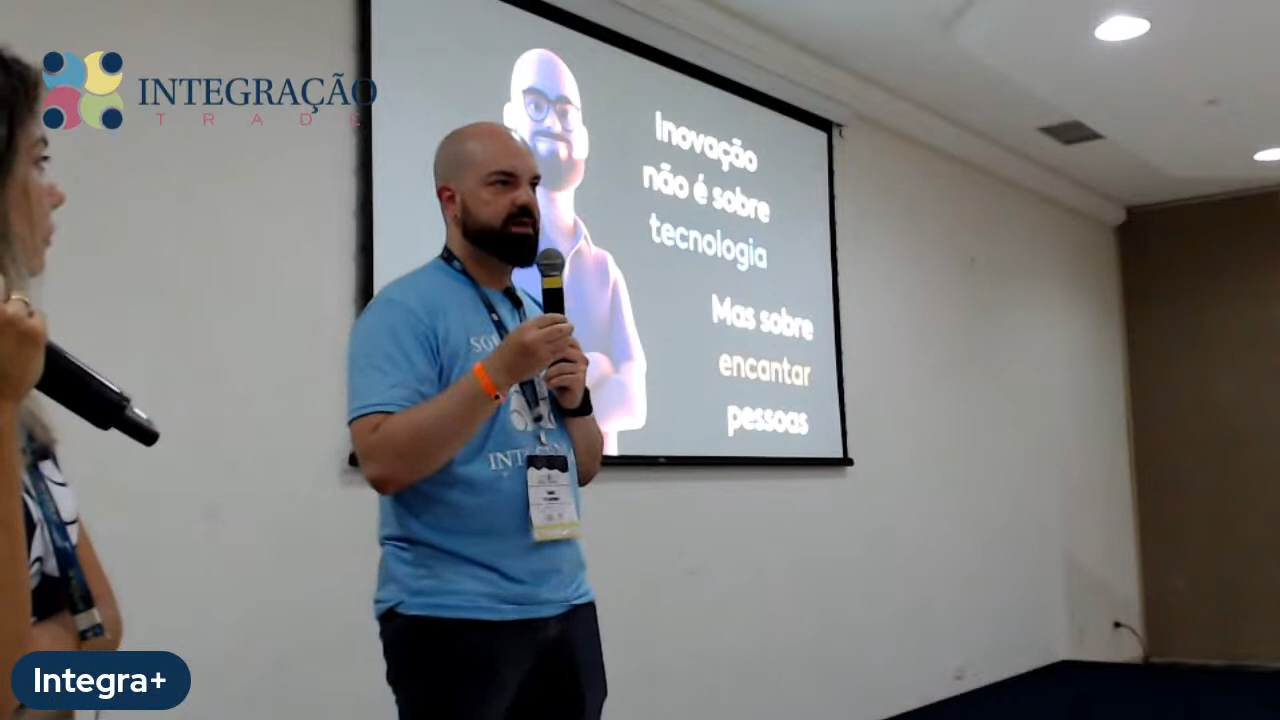 INTEGRAÇÃO
TRADE
Inovação
não é sobre
tecnologia
Mas sobre
encantar
pessoas
Integra+